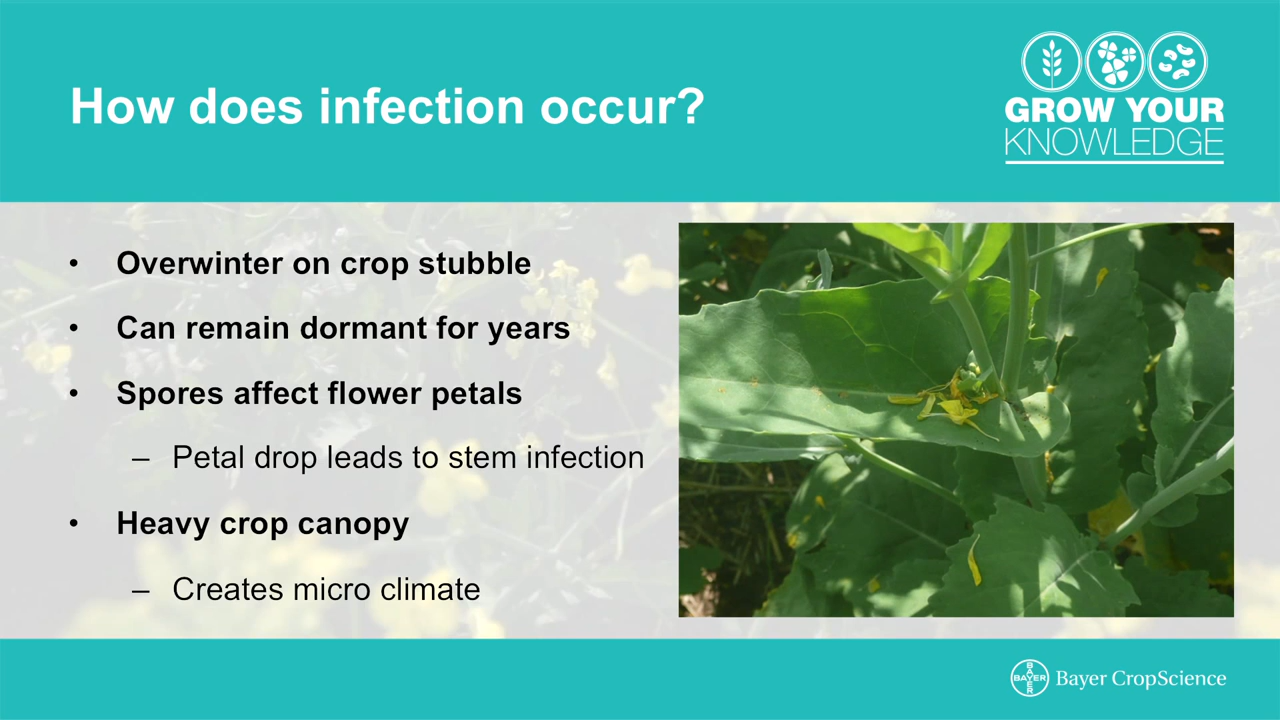 How does infection occur?
GROW YOUR
KNOWLEDGE
• Overwinter on crop stubble
• Can remain dormant for years
• Spores affect flower petals
– Petal drop leads to stem infection
• Heavy crop canopy
– Creates micro climate
BAYER
BAYER
Bayer CropScience